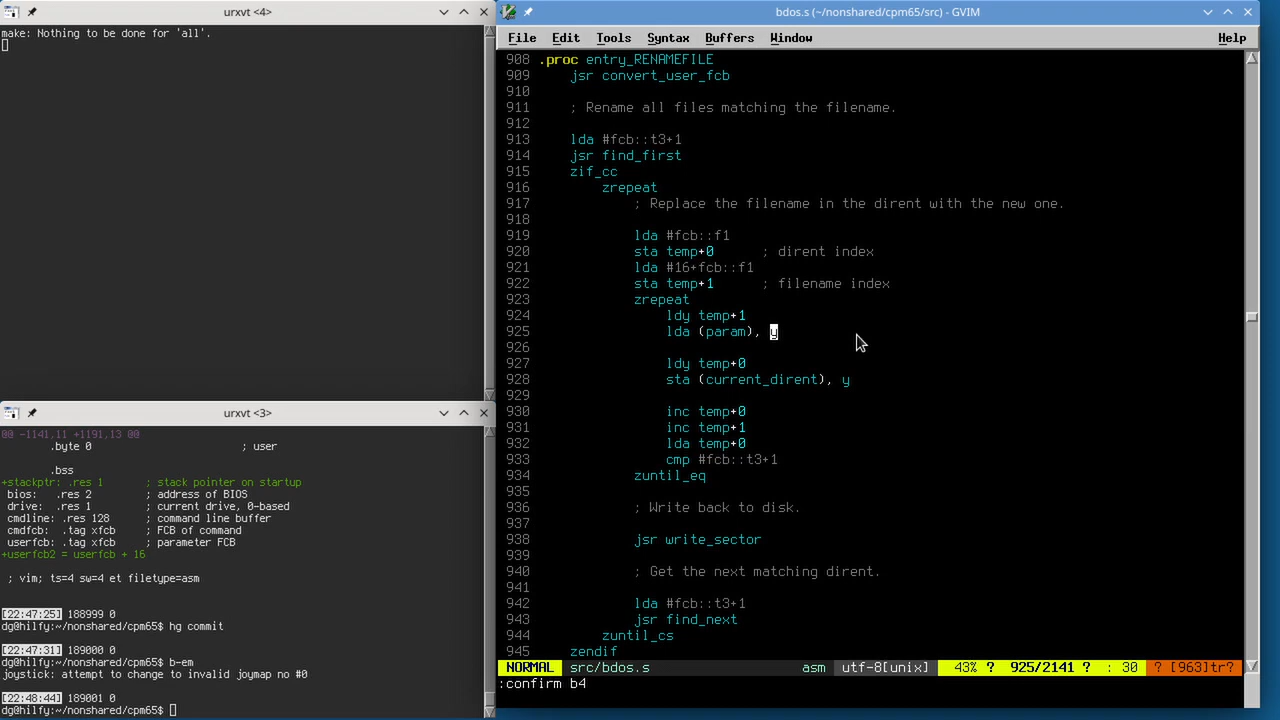 urxvt <4>
make: Nothing to be done for 'all'.
urxvt <3>
@@ -1141,11 +1191,13 @@
.byte 0 ; user
.bss
+stackptr: .res 1 ; stack pointer on startup
bios: .res 2 ; address of BIOS
drive: .res 1 ; current drive, 0-based
cmdline: .res 128 ; command line buffer
cmdfcb: .tag xfcb ; FCB of command
userfcb: .tag xfcb ; parameter FCB
+userfcb2 = userfcb + 16
; vim: ts=4 sw=4 et filetype=asm
[22:47:25] 188999 0
dg@hilfy:~/nonshared/cpm65$ hg commit
[22:47:31] 189000 0
dg@hilfy:~/nonshared/cpm65$ b-em
joystick: attempt to change to invalid joymap no #0
[22:48:44] 189001 0
dg@hilfy:~/nonshared/cpm65$
bdos.s (~/nonshared/cpm65/src) - GVIM
File Edit Tools Syntax Buffers Window Help
908 .proc entry_RENAMEFILE
909 jsr convert_user_fcb
910
911 ; Rename all files matching the filename.
912
913 lda #fcb::t3+1
914 jsr find_first
915 zif_cc
916 zrepeat
917 ; Replace the filename in the dirent with the new one.
918
919 lda #fcb::f1
920 sta temp+0 ; dirent index
921 lda #16+fcb::f1
922 sta temp+1 ; filename index
923 zrepeat
924 ldy temp+1
925 lda (param), y
926
927 ldy temp+0
928 sta (current_dirent), y
929
930 inc temp+0
931 inc temp+1
932 lda temp+0
933 cmp #fcb::t3+1
934 zuntil_eq
935
936 ; Write back to disk.
937
938 jsr write_sector
939
940 ; Get the next matching dirent.
941
942 lda #fcb::t3+1
943 jsr find_next
944 zuntil_cs
945 zendif
NORMAL src/bdos.s asm utf-8[unix] 43% ? 925/2141 ? : 30 ? [963]tr?
:confirm b4